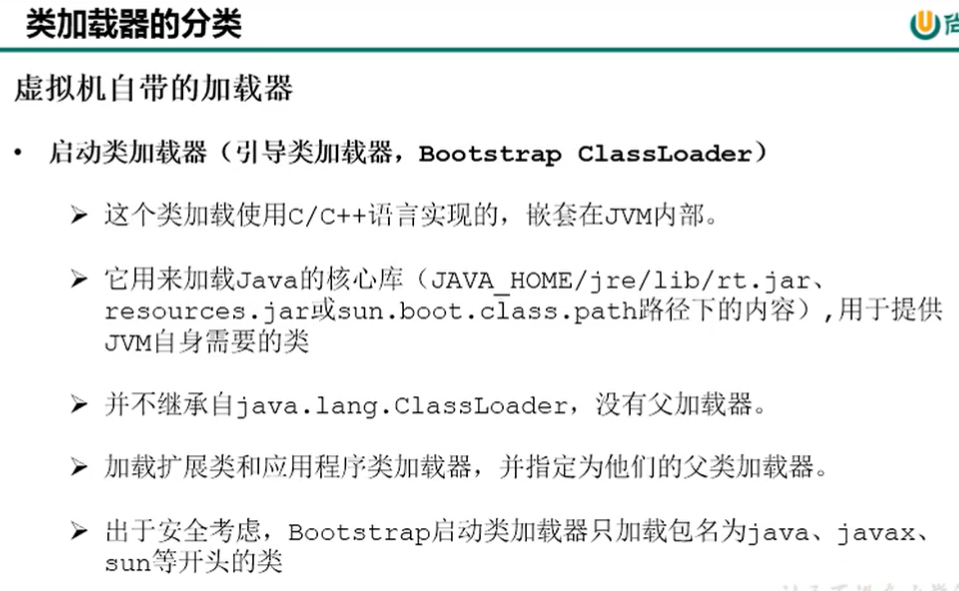 类加载器的分类
尚
虚拟机自带的加载器
• 启动类加载器（引导类加载器，Bootstrap ClassLoader）
➢ 这个类加载使用C/C++语言实现的，嵌套在JVM内部。
➢ 它用来加载Java的核心库（JAVA_HOME/jre/lib/rt.jar、
resources.jar或sun.boot.class.path路径下的内容）,用于提供
JVM自身需要的类
➢ 并不继承自java.lang.ClassLoader，没有父加载器。
➢ 加载扩展类和应用程序类加载器，并指定为他们的父类加载器。
➢ 出于安全考虑，Bootstrap启动类加载器只加载包名为java、javax、
sun等开头的类